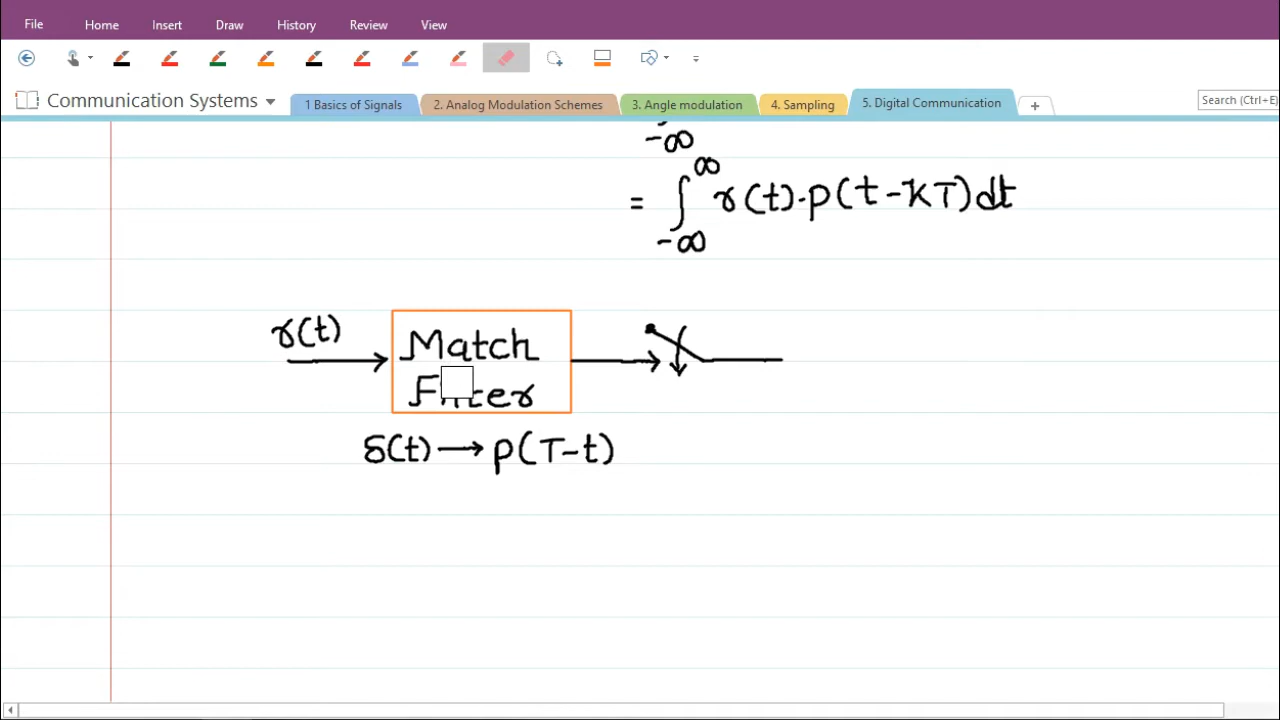 File Home Insert Draw History Review View
Communication Systems 1 Basics of Signals 2. Analog Modulation Schemes 3. Angle modulation 4. Sampling 5. Digital Communication + Search (Ctrl+E)
-∞
= ∫_{-∞}^{∞} r(t)·p(t-KT)dt
r(t)
Match
Filter
δ(t)→p(T-t)